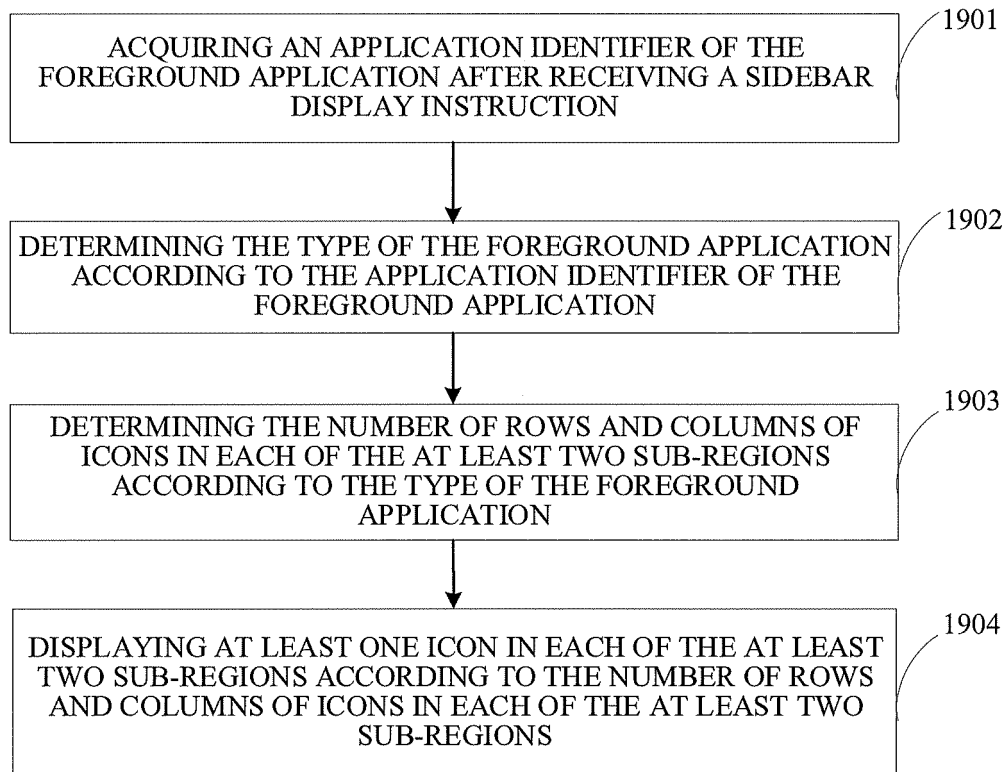 1901
ACQUIRING AN APPLICATION IDENTIFIER OF THE
FOREGROUND APPLICATION AFTER RECEIVING A SIDEBAR
DISPLAY INSTRUCTION
1902
DETERMINING THE TYPE OF THE FOREGROUND APPLICATION
ACCORDING TO THE APPLICATION IDENTIFIER OF THE
FOREGROUND APPLICATION
1903
DETERMINING THE NUMBER OF ROWS AND COLUMNS OF
ICONS IN EACH OF THE AT LEAST TWO SUB-REGIONS
ACCORDING TO THE TYPE OF THE FOREGROUND
APPLICATION
1904
DISPLAYING AT LEAST ONE ICON IN EACH OF THE AT LEAST
TWO SUB-REGIONS ACCORDING TO THE NUMBER OF ROWS
AND COLUMNS OF ICONS IN EACH OF THE AT LEAST TWO
SUB-REGIONS